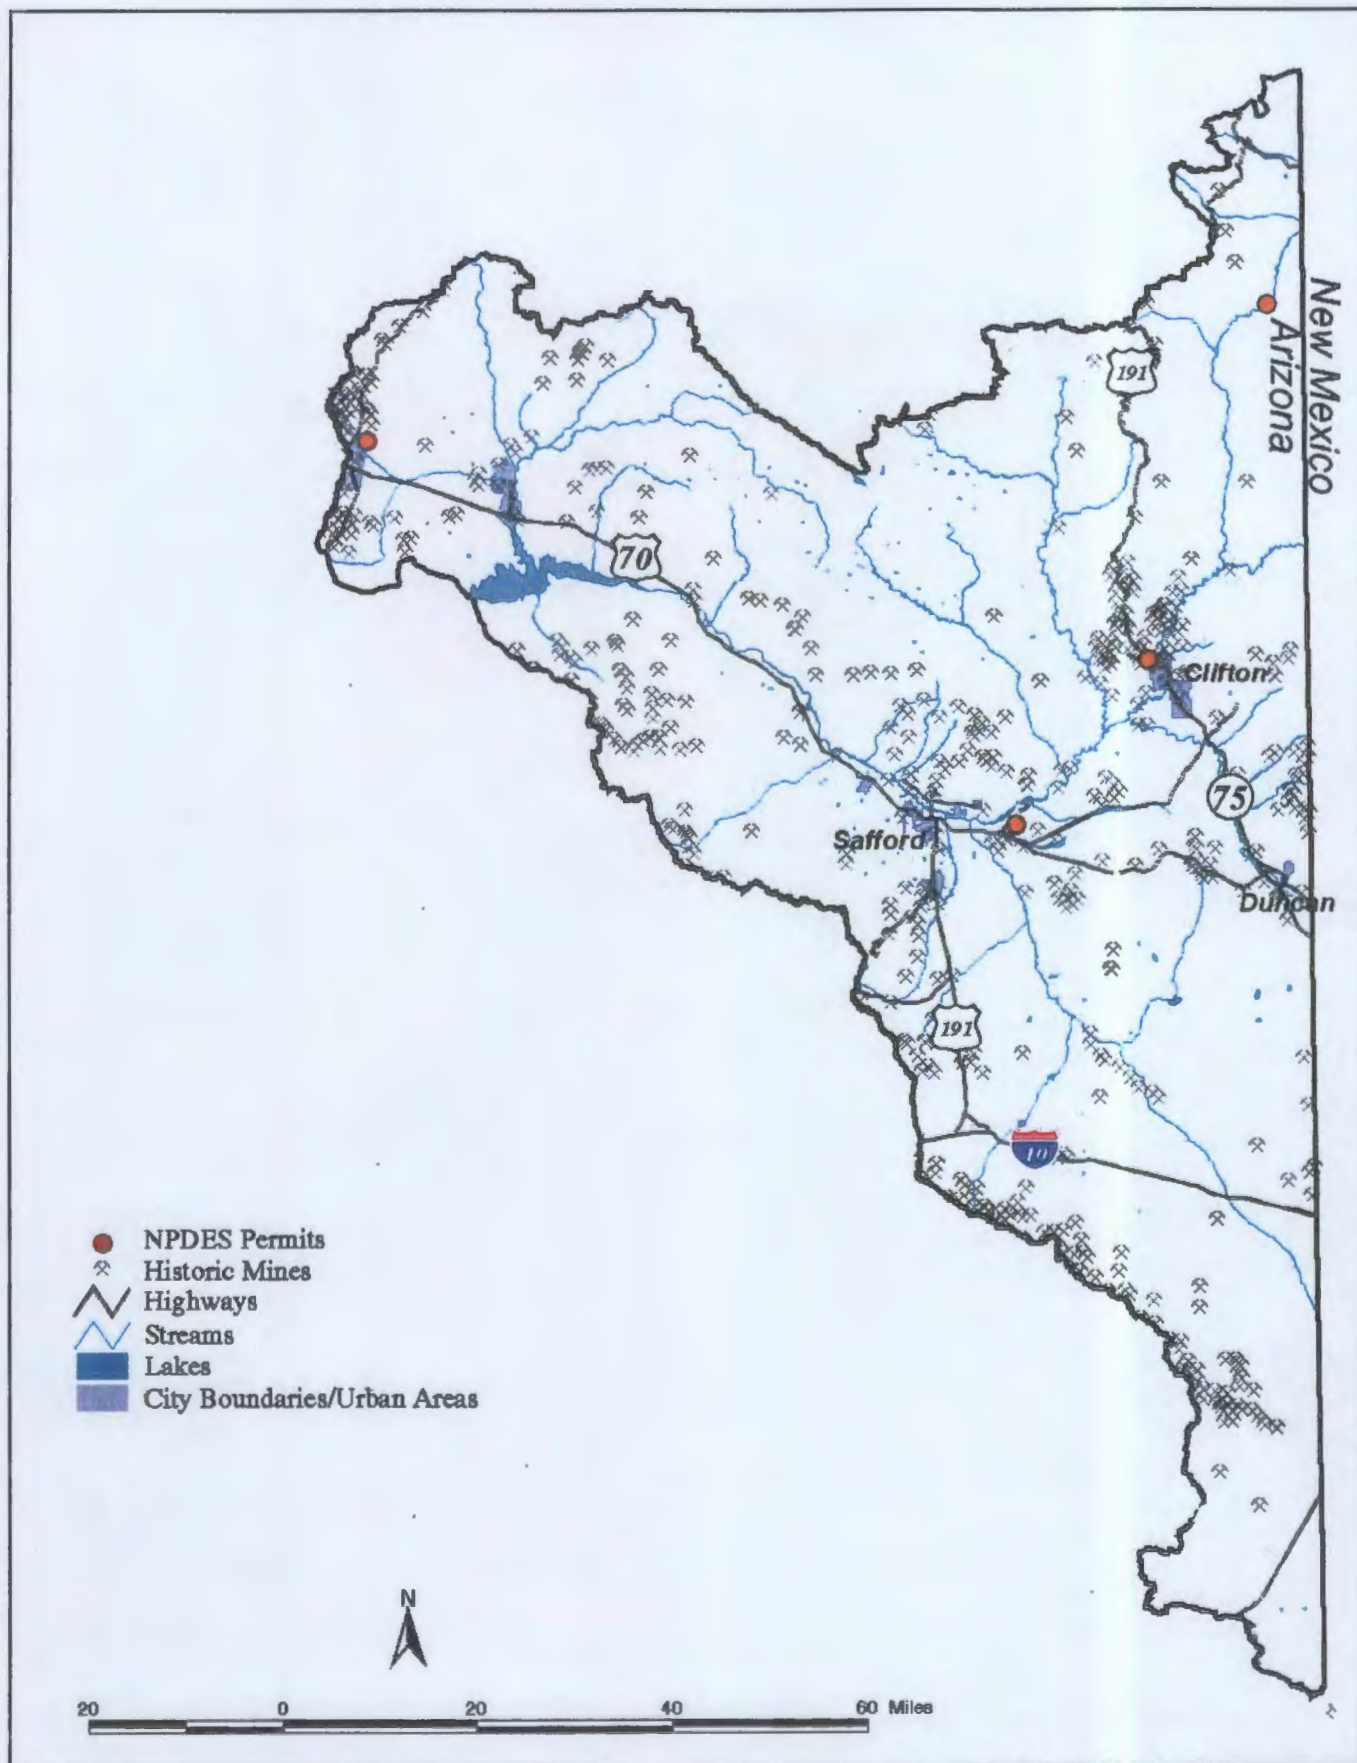 New Mexico
Arizona
191
70
Clifton
75
Safford
Duncan
191
10
NPDES Permits
Historic Mines
Highways
Streams
Lakes
City Boundaries/Urban Areas
N
20 0 20 40 60 Miles